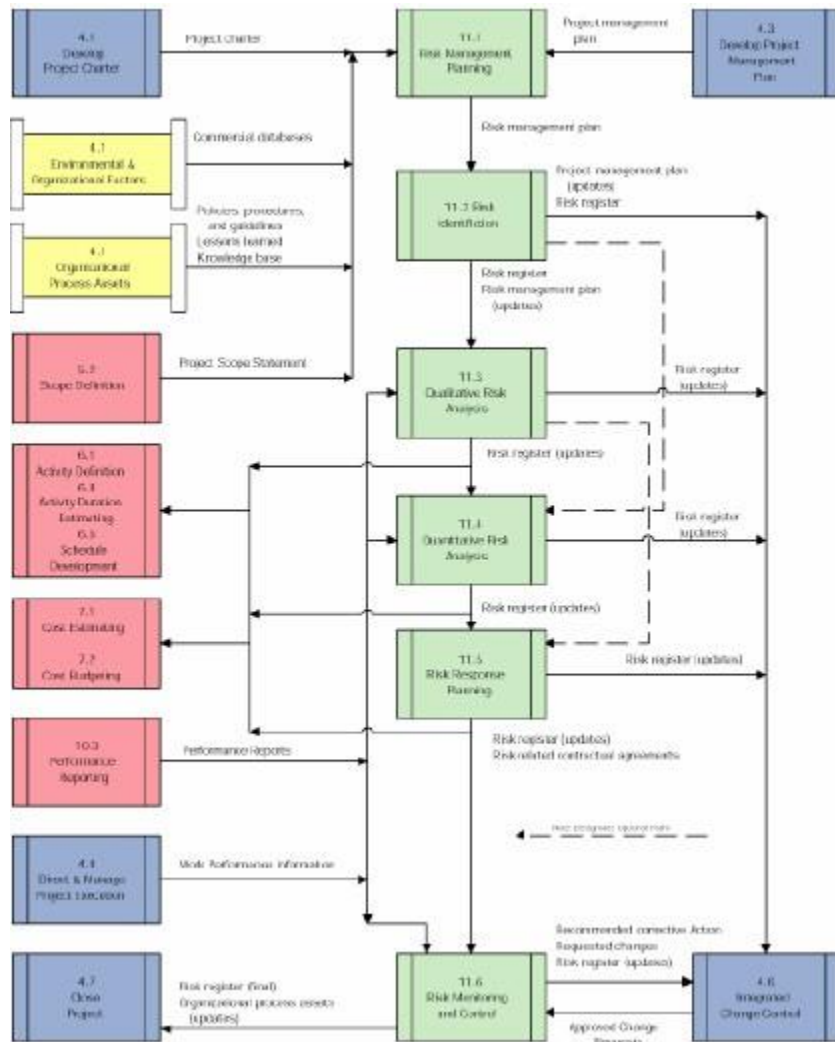 4.1
Develop
Project Charter
Project charter
11.1
Risk Management
Planning
Project management
plan
4.3
Develop Project
Management
Plan
Risk management plan
Commercial databases
4.1
Environmental &
Organizational Factors
11.2 Risk
Identification
Project management plan
(updates)
Risk register
Policies, procedures,
and guidelines
Lessons learned
Knowledge base
4.1
Organizational
Process Assets
Risk register
Risk management plan
(updates)
5.2
Scope Definition
Project Scope Statement
11.3
Qualitative Risk
Analysis
Risk register
(updates)
Risk register (updates)
6.1
Activity Definition
Activity Duration
Estimating
6.5
Schedule
Development
11.4
Quantitative Risk
Analysis
Risk register
(updates)
7.1
Cost Estimating
7.2
Cost Budgeting
Risk register (updates)
11.5
Risk Response
Planning
Risk register (updates)
10.3
Performance
Reporting
Performance Reports
Risk register (updates)
Risk related contractual agreements
4.4
Direct & Manage
Project Execution
Work Performance Information
Recommended corrective Action
Requested changes
Risk register (updates)
4.7
Close
Project
Risk register (final)
Organizational process assets
(updates)
11.6
Risk Monitoring
and Control
4.6
Integrated
Change Control
Approved Change